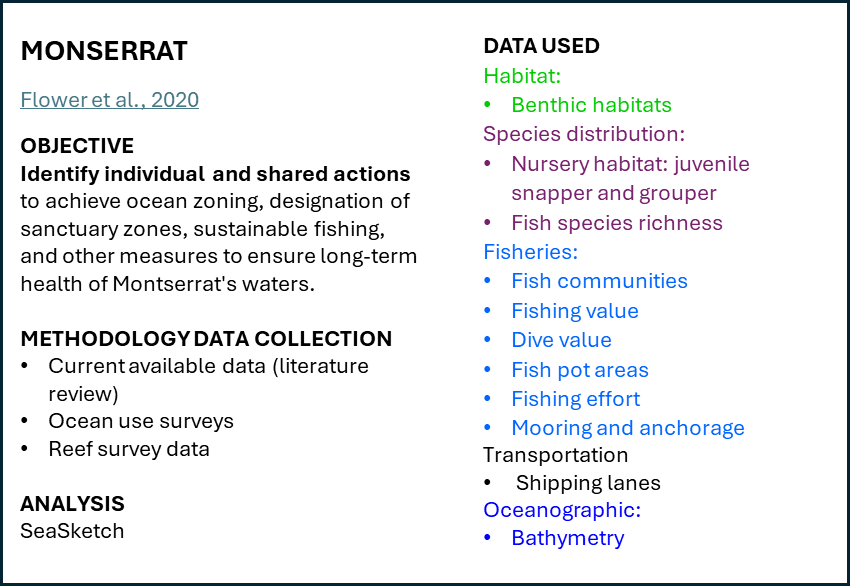 MONSERRAT
Flower et al., 2020
OBJECTIVE
Identify individual and shared actions
to achieve ocean zoning, designation of
sanctuary zones, sustainable fishing,
and other measures to ensure long-term
health of Montserrat's waters.
METHODOLOGY DATA COLLECTION
• Current available data (literature
review)
• Ocean use surveys
• Reef survey data
ANALYSIS
SeaSketch
DATA USED
Habitat:
• Benthic habitats
Species distribution:
• Nursery habitat: juvenile
snapper and grouper
• Fish species richness
Fisheries:
• Fish communities
• Fishing value
• Dive value
• Fish pot areas
• Fishing effort
• Mooring and anchorage
Transportation
• Shipping lanes
Oceanographic:
• Bathymetry